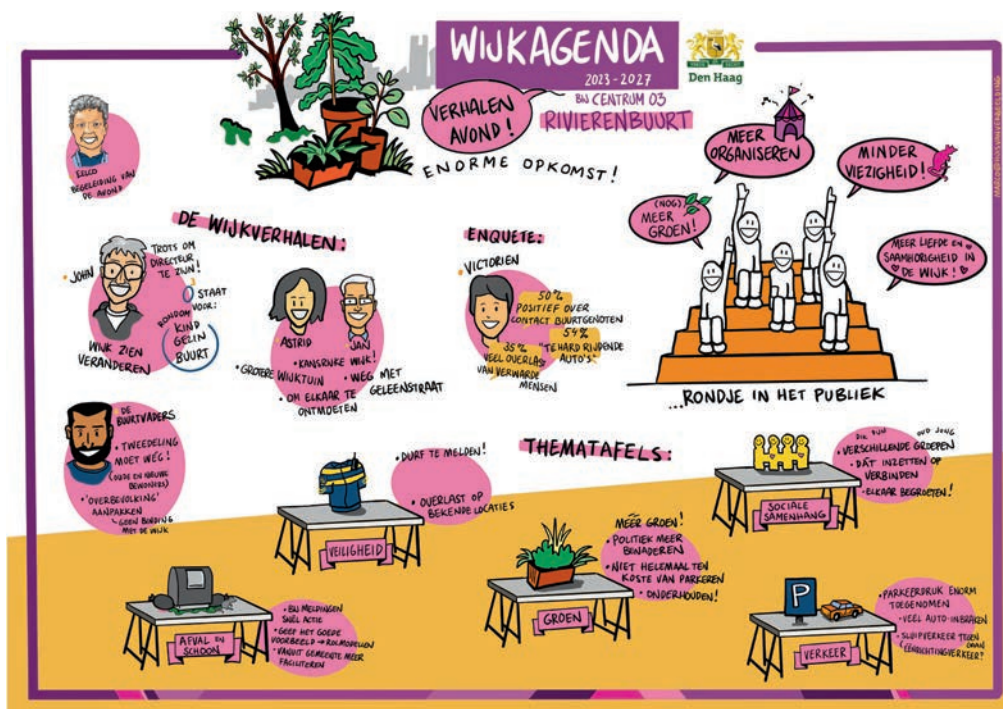 WIJKAGENDA
2023-2027
BIJ CENTRUM 03
RIVIERENBUURT
Den Haag
VERHALEN
AVOND!
ENORME OPKOMST!
EELCO
BEGELEIDING VAN
DE AVOND
MEER
ORGANISEREN
MINDER
VIEZIGHEID!
(NOG)
MEER
GROEN!
MEER LIEFDE EN
SAAMHORIGHEID IN
DE WIJK!
...RONDJE IN HET PUBLIEK
DE WIJKVERHALEN:
JOHN
TROTS OM
DIRECTEUR
TE ZIJN!
STAAT
RONDOM
VOOR:
KIND
GEZIN
BUURT
WIJK ZIEN
VERANDEREN
ASTRID
JAN
• KANSRIJKE WIJK!
• GROTERE WIJKTUIN
• WEG MET
GELEENSTRAAT
• OM ELKAAR TE
ONTMOETEN
ENQUETE:
• VICTORIEN
50%
POSITIEF OVER
CONTACT BUURTGENOTEN
54%
"TE HARD RIJDENDE
AUTO'S"
35%
VEEL OVERLAST
VAN VERWARDE
MENSEN
DE
BUURTVADERS
• TWEEDELING
MOET WEG!
(OUDE EN NIEUWE
BEWONERS)
• 'OVERBEVOLKING'
AANPAKKEN
GEEN BINDING
MET DE WIJK
THEMATAFELS:
• DURF TE MELDEN!
• OVERLAST OP
BEKENDE LOCATIES
VEILIGHEID
DIK DUN OUD JONG
• VERSCHILLENDE GROEPEN
• DÁT INZETTEN OP
VERBINDEN
• ELKAAR BEGROETEN!
SOCIALE
SAMENHANG
MÉÉR GROEN!
• POLITIEK MEER
BENADEREN
• NIET HELEMAAL TEN
KOSTE VAN PARKEREN
• ONDERHOUDEN!
GROEN
• BIJ MELDINGEN
SNEL ACTIE
• GEEF HET GOEDE
VOORBEELD → ROLMODELLEN
• VANUIT GEMEENTE MEER
FACILITEREN
AFVAL EN
SCHOON
P
• PARKEERDRUK ENORM
TOEGENOMEN
• VEEL AUTO-INBRAKEN
• SLUIPVERKEER TEGEN
GAAN
ÉÉNRICHTINGVERKEER?
VERKEER